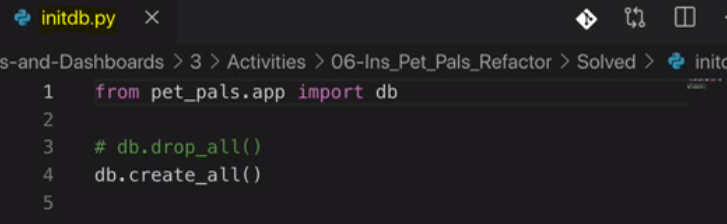 initdb.py
s-and-Dashboards > 3 > Activities > 06-Ins_Pet_Pals_Refactor > Solved > initd
1 from pet_pals.app import db
2
3 # db.drop_all()
4 db.create_all()
5